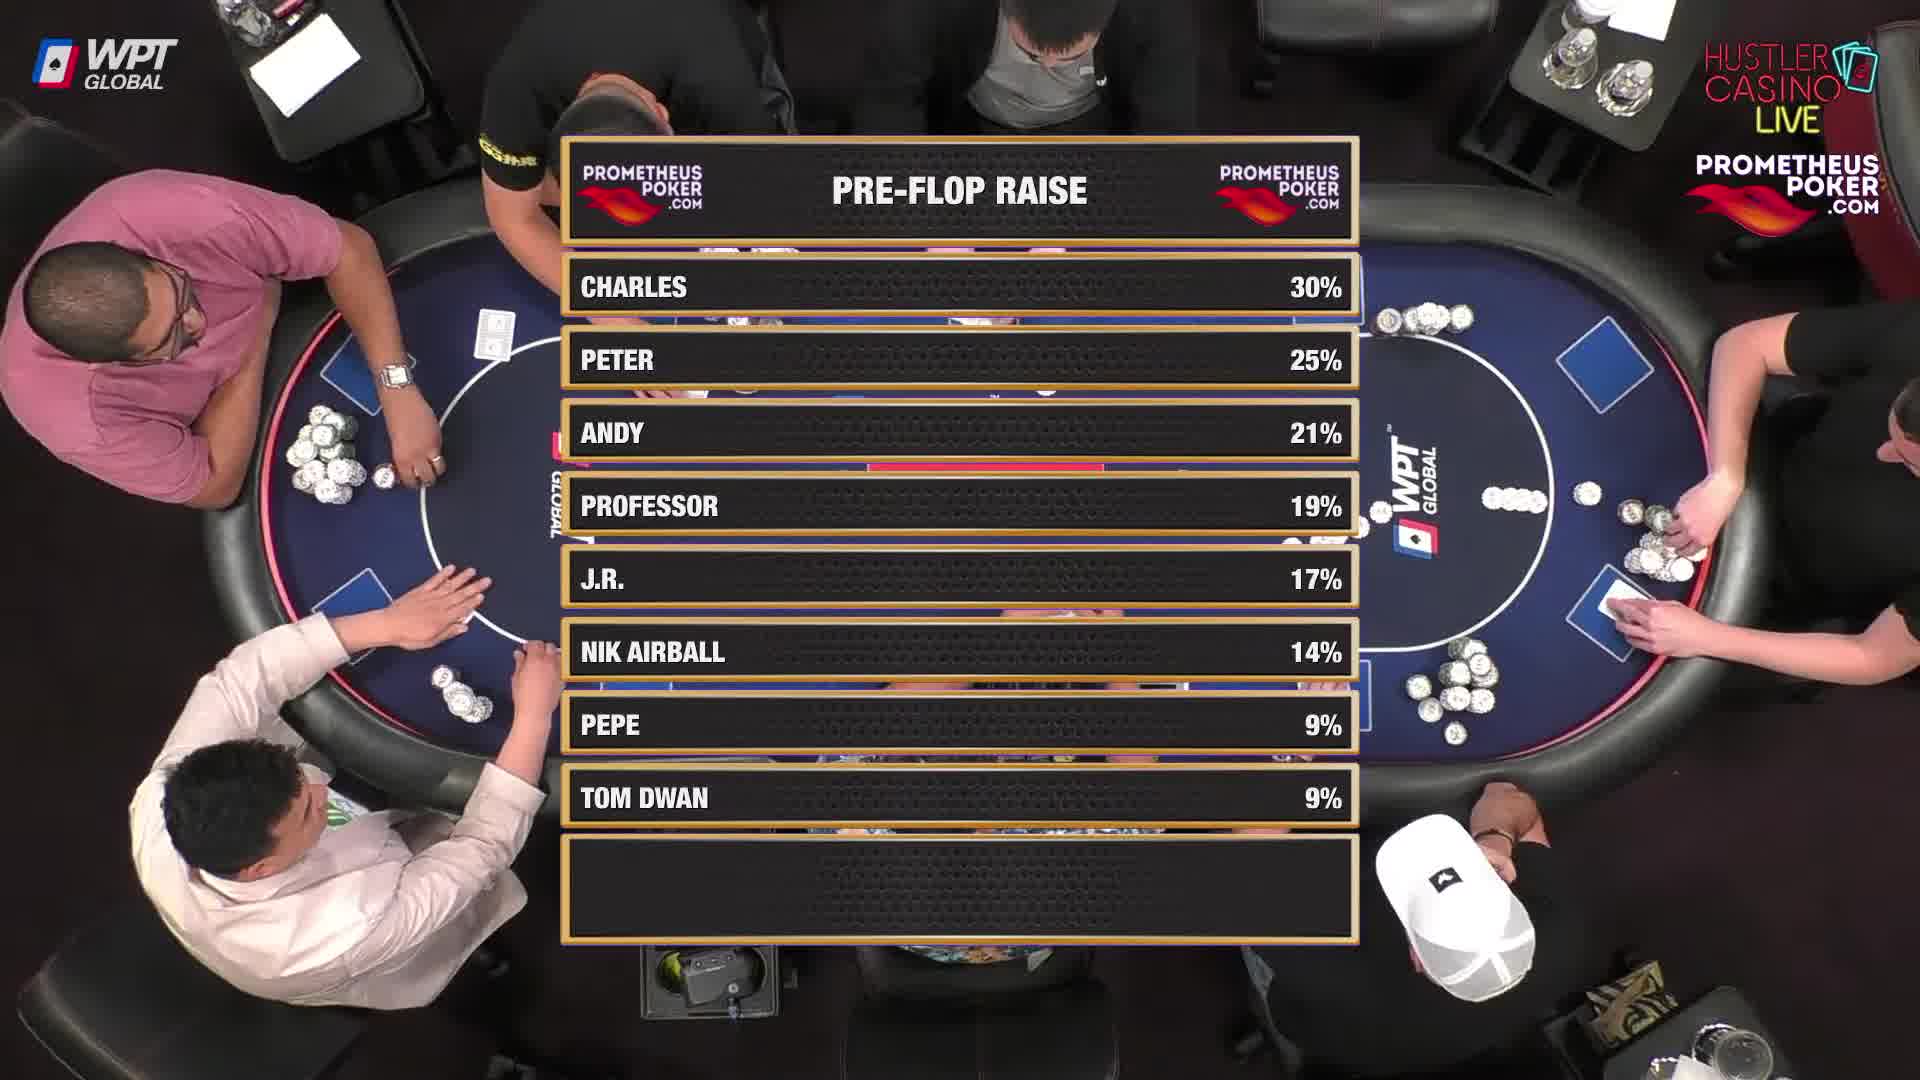 WPT
GLOBAL
HUSTLER
CASINO
LIVE
PROMETHEUS
POKER
.COM
PROMETHEUS
POKER
.COM
PRE-FLOP RAISE
PROMETHEUS
POKER
.COM
CHARLES 30%
PETER 25%
ANDY 21%
PROFESSOR 19%
J.R. 17%
NIK AIRBALL 14%
PEPE 9%
TOM DWAN 9%
WPT
GLOBAL
GLOBAL